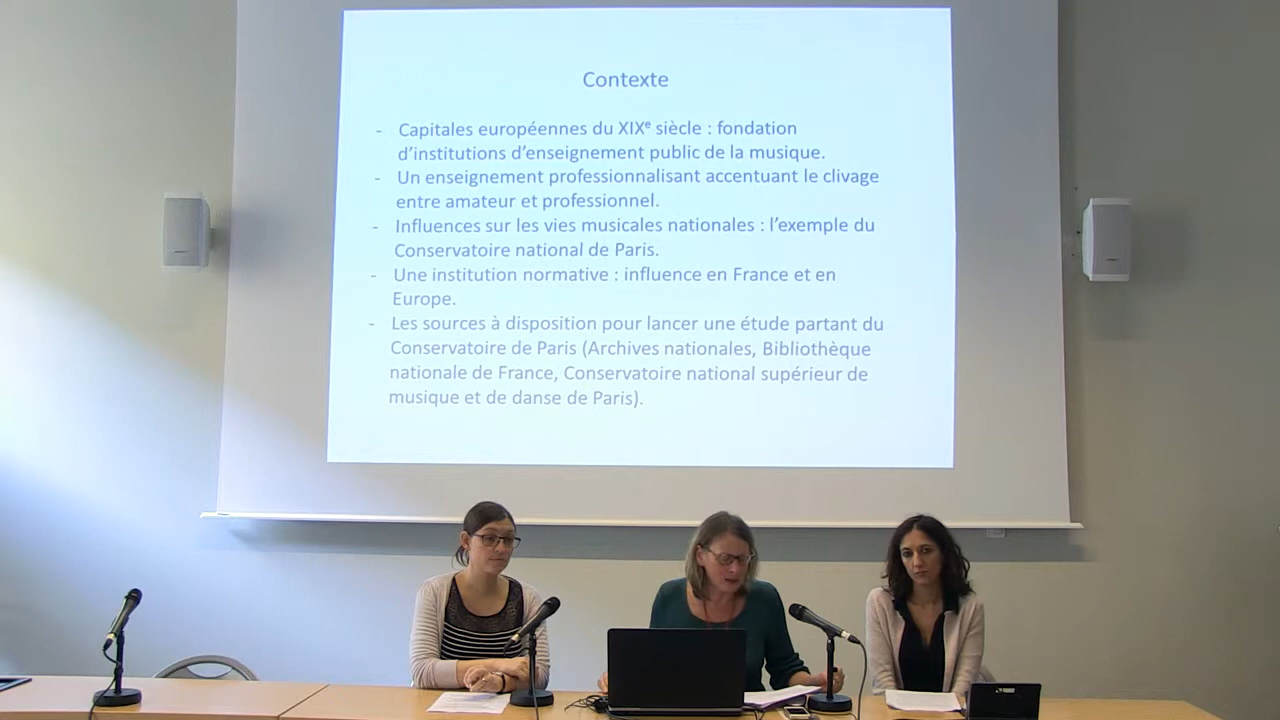 Contexte
- Capitales européennes du XIXᵉ siècle : fondation
d’institutions d’enseignement public de la musique.
- Un enseignement professionnalisant accentuant le clivage
entre amateur et professionnel.
- Influences sur les vies musicales nationales : l’exemple du
Conservatoire national de Paris.
- Une institution normative : influence en France et en
Europe.
- Les sources à disposition pour lancer une étude partant du
Conservatoire de Paris (Archives nationales, Bibliothèque
nationale de France, Conservatoire national supérieur de
musique et de danse de Paris).